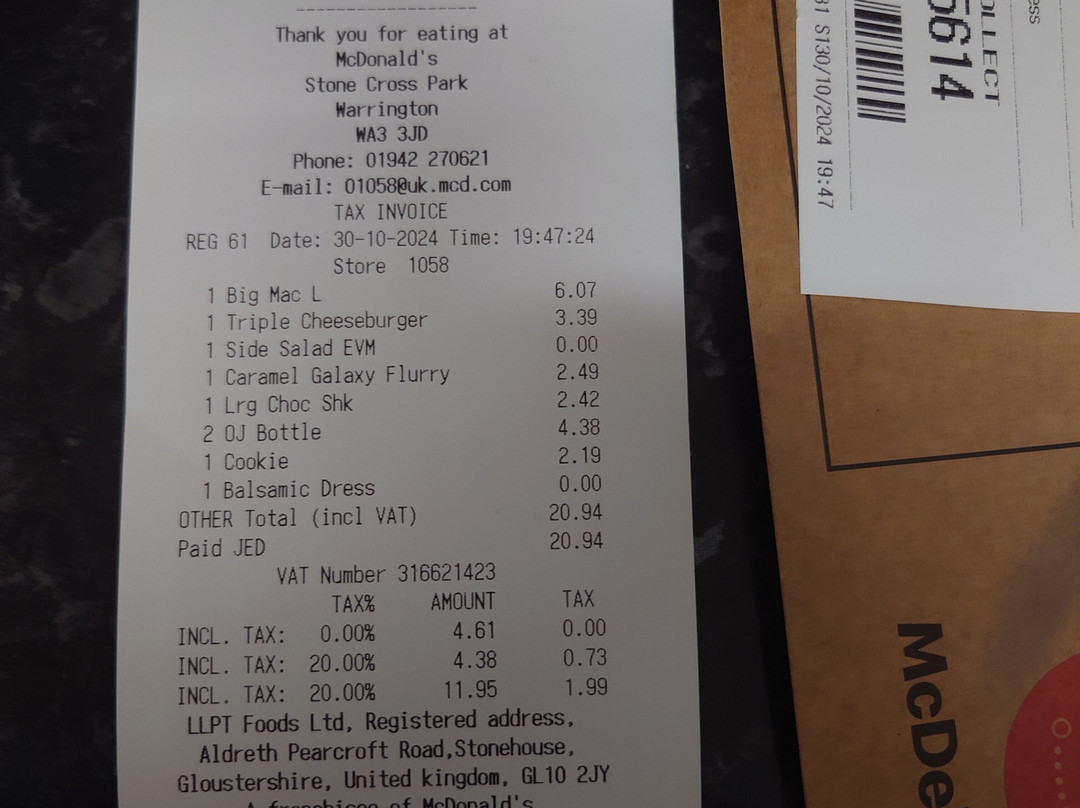 Thank you for eating at
McDonald's
Stone Cross Park
Warrington
WA3 3JD
Phone: 01942 270621
E-mail: 01058@uk.mcd.com
TAX INVOICE
REG 61 Date: 30-10-2024 Time: 19:47:24
Store 1058
1 Big Mac L 6.07
1 Triple Cheeseburger 3.39
1 Side Salad EVM 0.00
1 Caramel Galaxy Flurry 2.49
1 Lrg Choc Shk 2.42
2 OJ Bottle 4.38
1 Cookie 2.19
1 Balsamic Dress 0.00
OTHER Total (incl VAT) 20.94
Paid JED 20.94
VAT Number 316621423
TAX% AMOUNT TAX
INCL. TAX: 0.00% 4.61 0.00
INCL. TAX: 20.00% 4.38 0.73
INCL. TAX: 20.00% 11.95 1.99
LLPT Foods Ltd, Registered address,
Aldreth Pearcroft Road,Stonehouse,
Gloustershire, United kingdom, GL10 2JY
A franchisee of McDonald's
OLLECT
5614
S130/10/2024 19:47
McDo